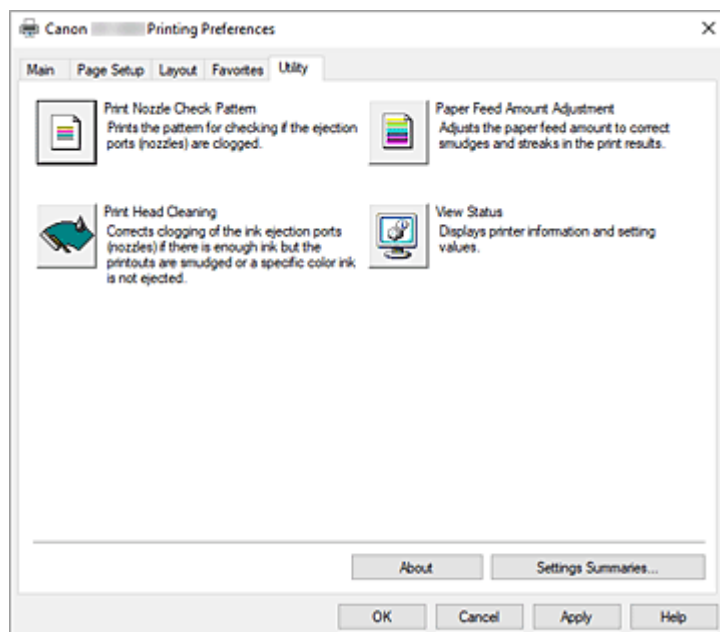 Canon Printing Preferences
Main Page Setup Layout Favorites Utility
Print Nozzle Check Pattern
Prints the pattern for checking if the ejection
ports (nozzles) are clogged.
Paper Feed Amount Adjustment
Adjusts the paper feed amount to correct
smudges and streaks in the print results.
Print Head Cleaning
Corrects clogging of the ink ejection ports
(nozzles) if there is enough ink but the
printouts are smudged or a specific color ink
is not ejected.
View Status
Displays printer information and setting
values.
About Settings Summaries...
OK Cancel Apply Help